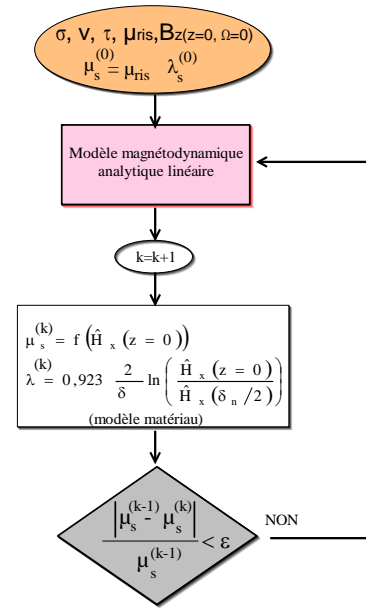 σ, v, τ, μris,Bz(z=0, Ω=0)
μs^(0) = μris λs^(0)
Modèle magnétodynamique
analytique linéaire
k=k+1
μs^(k) = f (Ĥx (z = 0))
λ^(k) = 0,923 2/δ ln (Ĥx (z = 0) / Ĥx (δn /2))
(modèle matériau)
|μs^(k-1) - μs^(k)| / μs^(k-1) < ε
NON